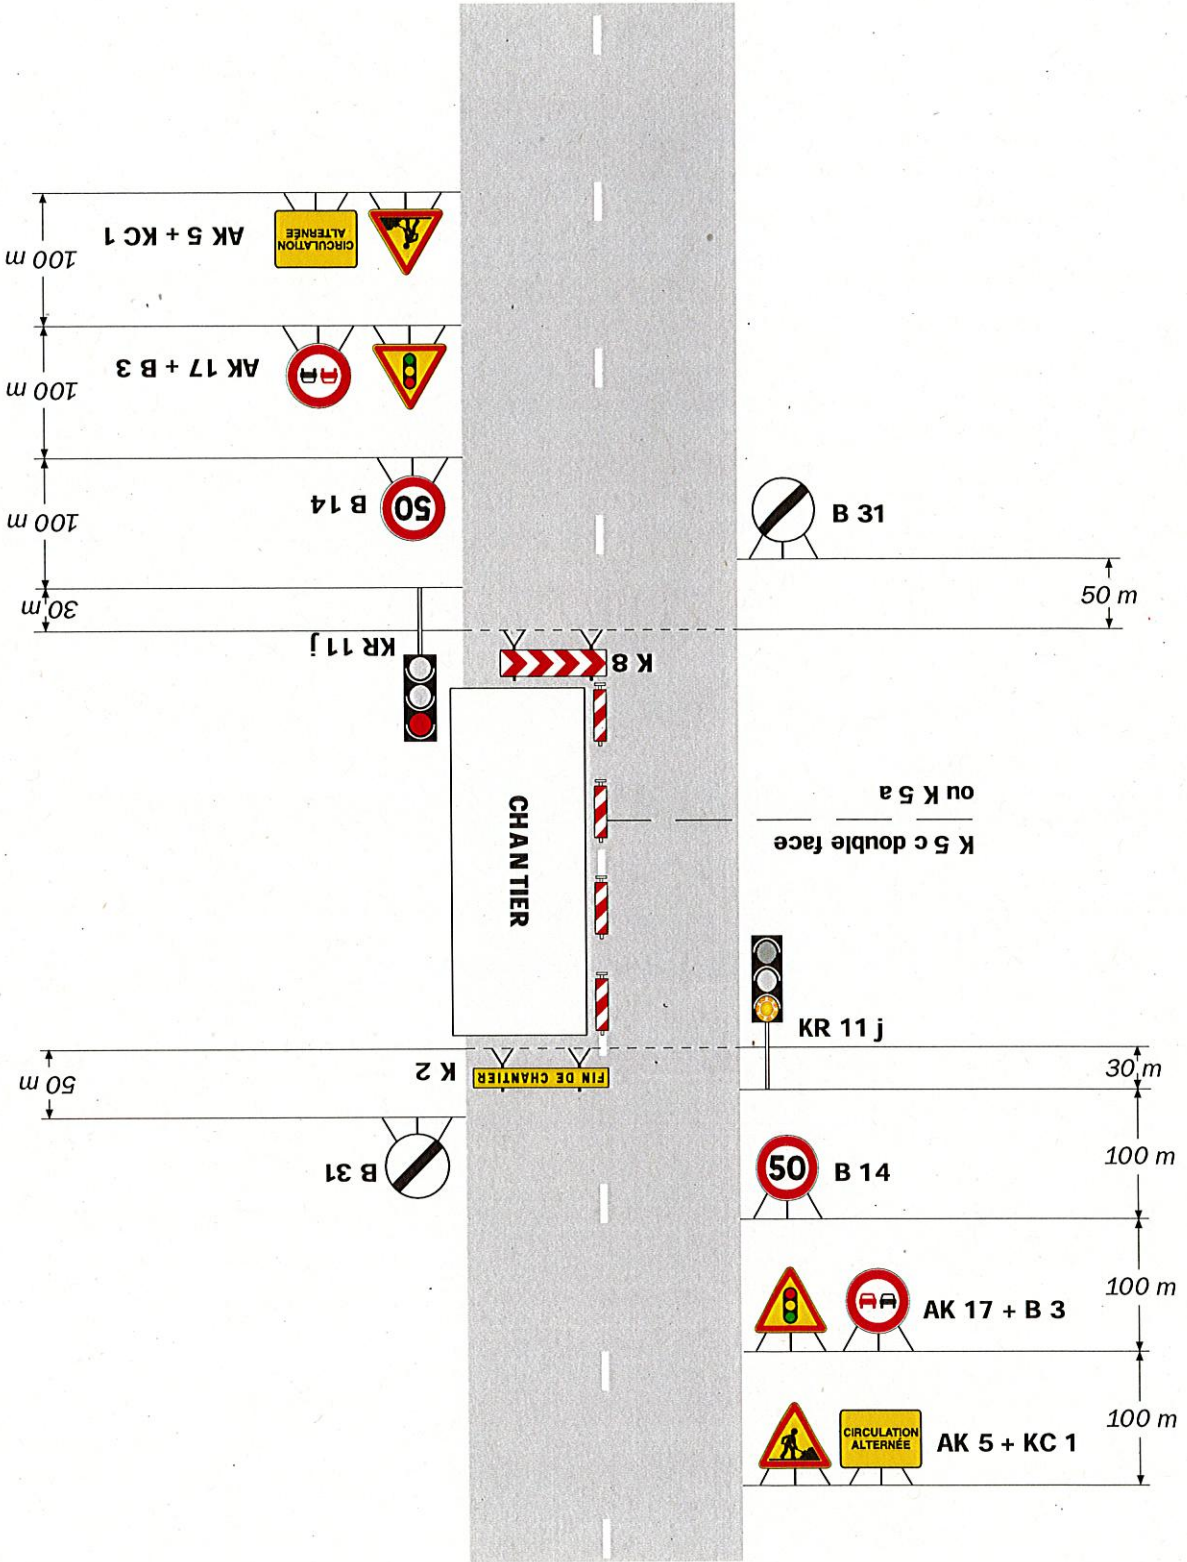 CIRCULATION
ALTERNÉE
AK 5 + KC 1
100 m
AK 17 + B 3
100 m
50
B 14
100 m
30 m
KR 11 j
K 8
B 31
50 m
CHANTIER
K 5 c double face
ou K 5 a
KR 11 j
30 m
FIN DE CHANTIER
K 2
50 m
B 31
50
B 14
100 m
AK 17 + B 3
100 m
CIRCULATION
ALTERNÉE
AK 5 + KC 1
100 m